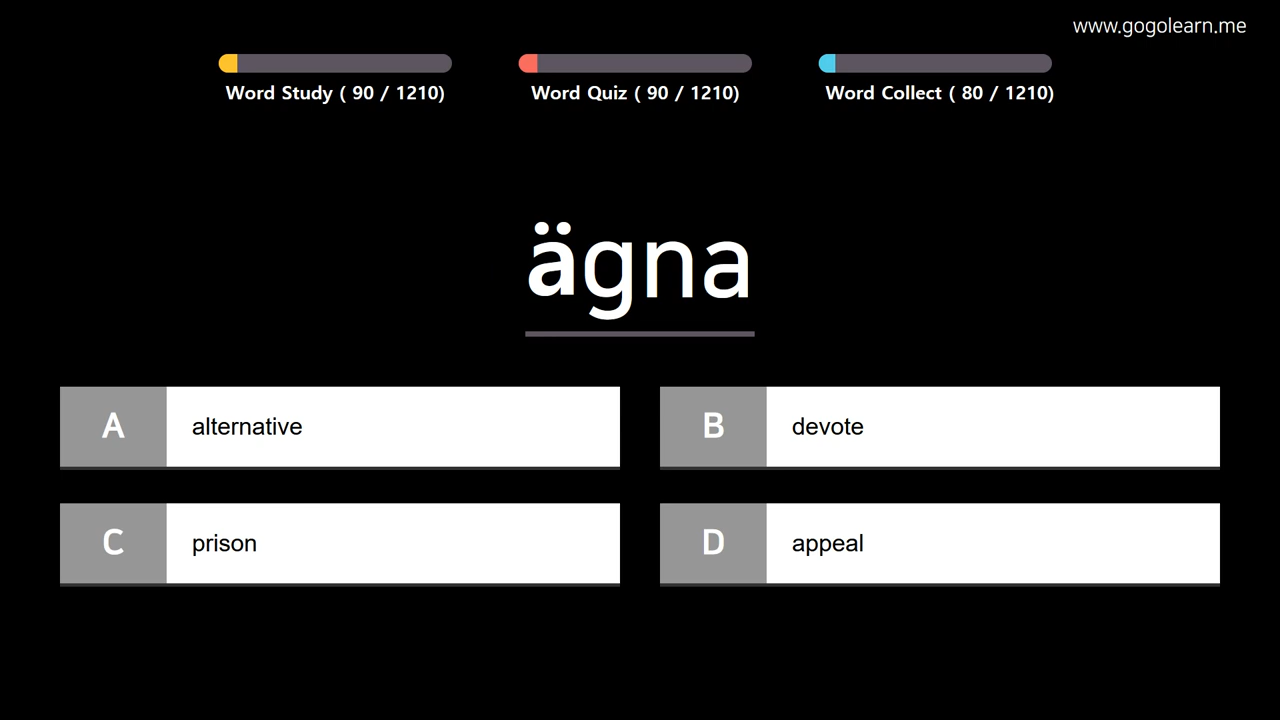 www.gogolearn.me
Word Study ( 90 / 1210)
Word Quiz ( 90 / 1210)
Word Collect ( 80 / 1210)
ägna
A alternative
B devote
C prison
D appeal